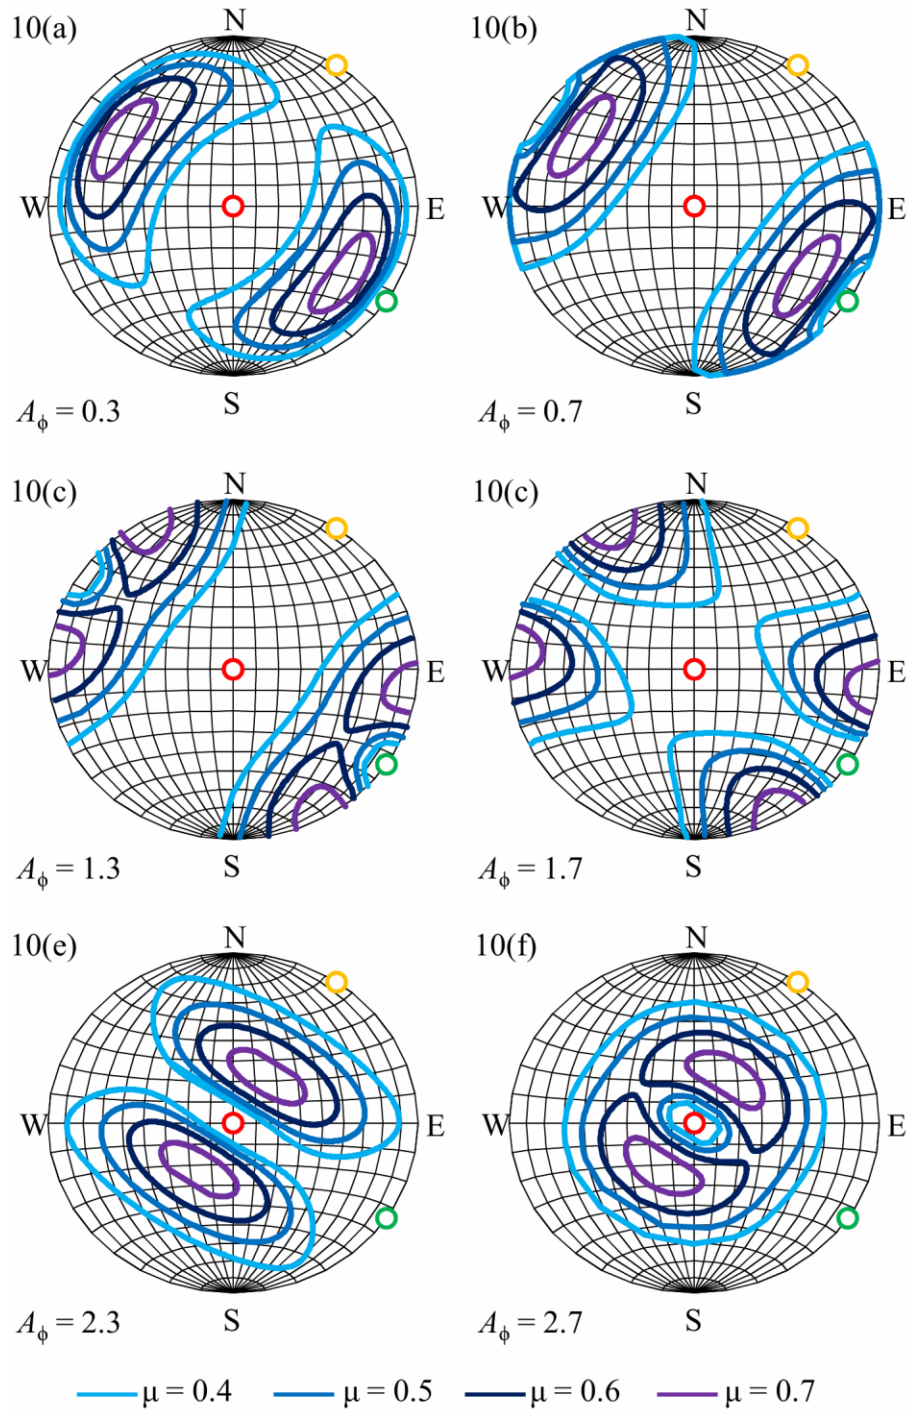 10(a)
N
W
E
S
Aϕ = 0.3
10(b)
N
W
E
S
Aϕ = 0.7
10(c)
N
W
E
S
Aϕ = 1.3
10(c)
N
W
E
S
Aϕ = 1.7
10(e)
N
W
E
S
Aϕ = 2.3
10(f)
N
W
E
S
Aϕ = 2.7
μ = 0.4
μ = 0.5
μ = 0.6
μ = 0.7